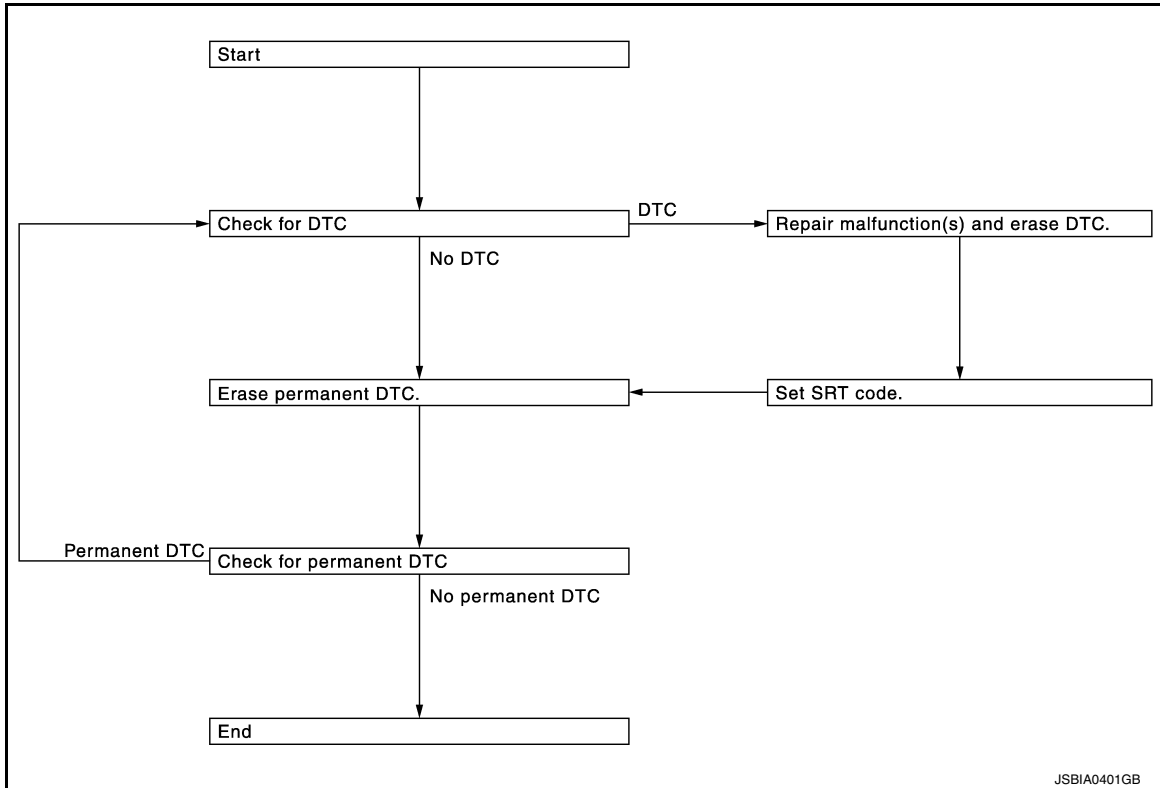 Start
Check for DTC
DTC
Repair malfunction(s) and erase DTC.
No DTC
Erase permanent DTC.
Set SRT code.
Permanent DTC
Check for permanent DTC
No permanent DTC
End
JSBIA0401GB